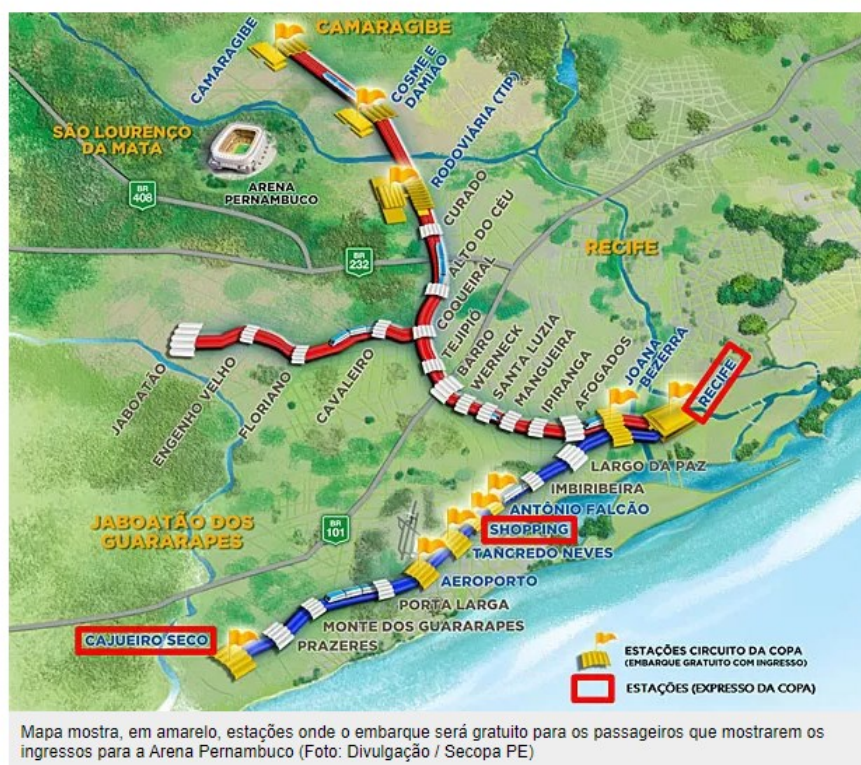 CAMARAGIBE
CAMARAGIBE
COSME E
DAMIÃO
RODOVIÁRIA (TIP)
SÃO LOURENÇO
DA MATA
ARENA
PERNAMBUCO
BR
408
BR
232
CURADO
ALTO DO CÉU
RECIFE
COQUEIRAL
TEJIPIÓ
BARRO
WERNECK
SANTA LUZIA
MANGUEIRA
IPIRANGA
AFOGADOS
JOANA
BEZERRA
RECIFE
JABOATÃO
ENGENHO VELHO
FLORIANO
CAVALEIRO
LARGO DA PAZ
IMBIRIBEIRA
ANTÔNIO FALCÃO
SHOPPING
TANCREDO NEVES
AEROPORTO
JABOATÃO DOS
GUARARAPES
BR
101
PORTA LARGA
MONTE DOS GUARARAPES
PRAZERES
CAJUEIRO SECO
ESTAÇÕES CIRCUITO DA COPA
(EMBARQUE GRATUITO COM INGRESSO)
ESTAÇÕES (EXPRESSO DA COPA)
Mapa mostra, em amarelo, estações onde o embarque será gratuito para os passageiros que mostrarem os
ingressos para a Arena Pernambuco (Foto: Divulgação / Secopa PE)